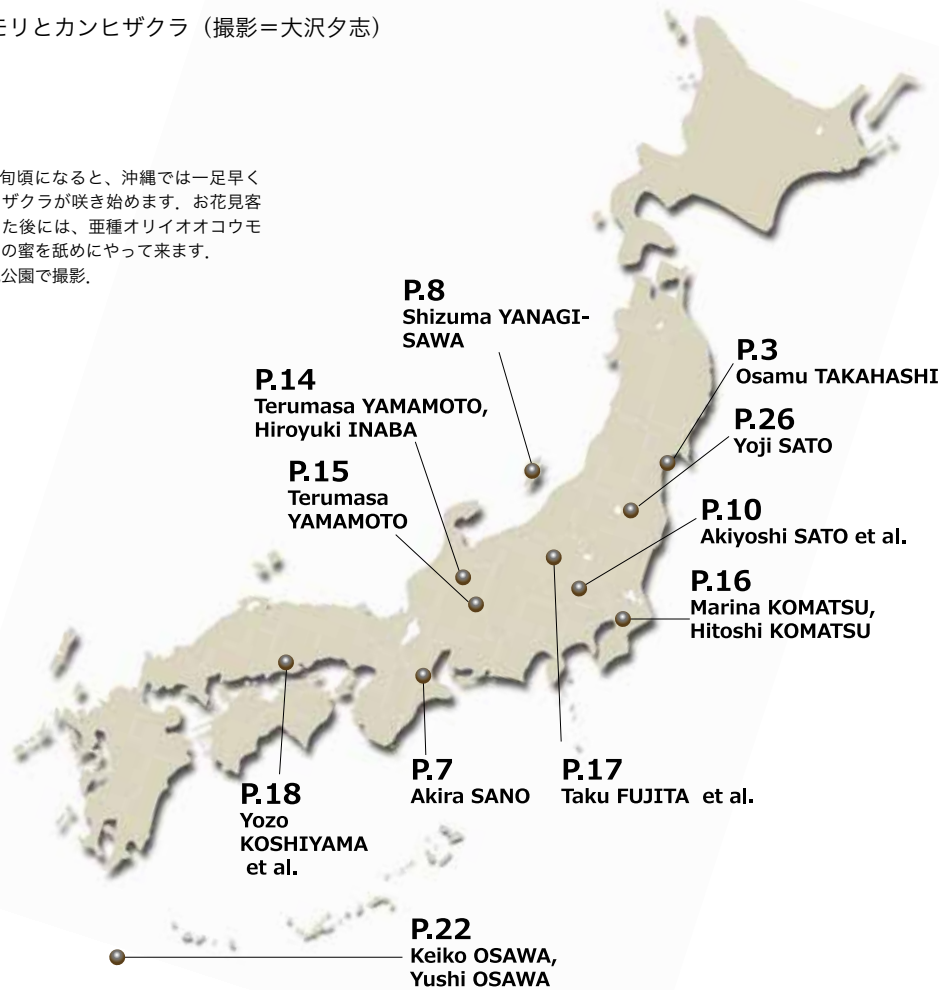 モリとカンヒザクラ（撮影＝大沢夕志）
旬頃になると、沖縄では一足早く
ザクラが咲き始めます．お花見客
た後には、亜種オリイオオコウモ
の蜜を舐めにやって来ます．
公園で撮影．
P.8
Shizuma YANAGI-
SAWA
P.3
Osamu TAKAHASHI
P.14
Terumasa YAMAMOTO,
Hiroyuki INABA
P.26
Yoji SATO
P.15
Terumasa
YAMAMOTO
P.10
Akiyoshi SATO et al.
P.16
Marina KOMATSU,
Hitoshi KOMATSU
P.7
Akira SANO
P.17
Taku FUJITA et al.
P.18
Yozo
KOSHIYAMA
et al.
P.22
Keiko OSAWA,
Yushi OSAWA